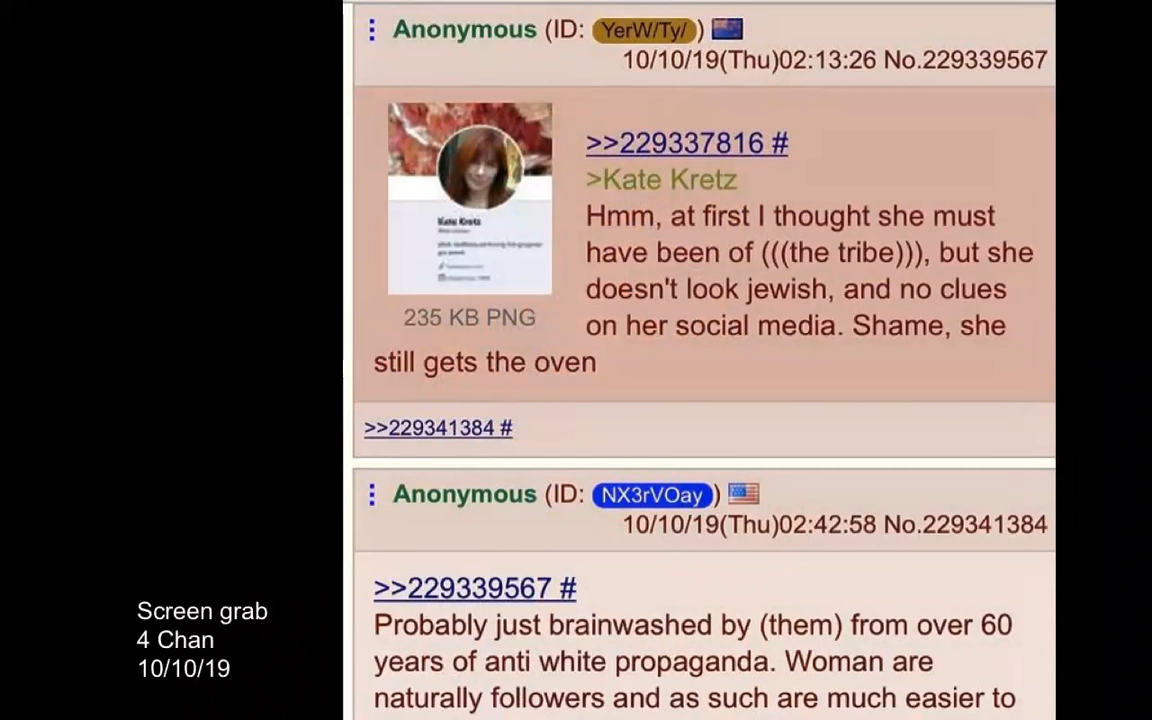 Anonymous (ID: YerW/Ty/)
10/10/19(Thu)02:13:26 No.229339567
>>229337816 #
>Kate Kretz
Hmm, at first I thought she must
have been of (((the tribe))), but she
doesn't look jewish, and no clues
on her social media. Shame, she
still gets the oven
Kate Kretz
235 KB PNG
>>229341384 #
Anonymous (ID: NX3rVOay)
10/10/19(Thu)02:42:58 No.229341384
>>229339567 #
Probably just brainwashed by (them) from over 60
years of anti white propaganda. Woman are
naturally followers and as such are much easier to
Screen grab
4 Chan
10/10/19